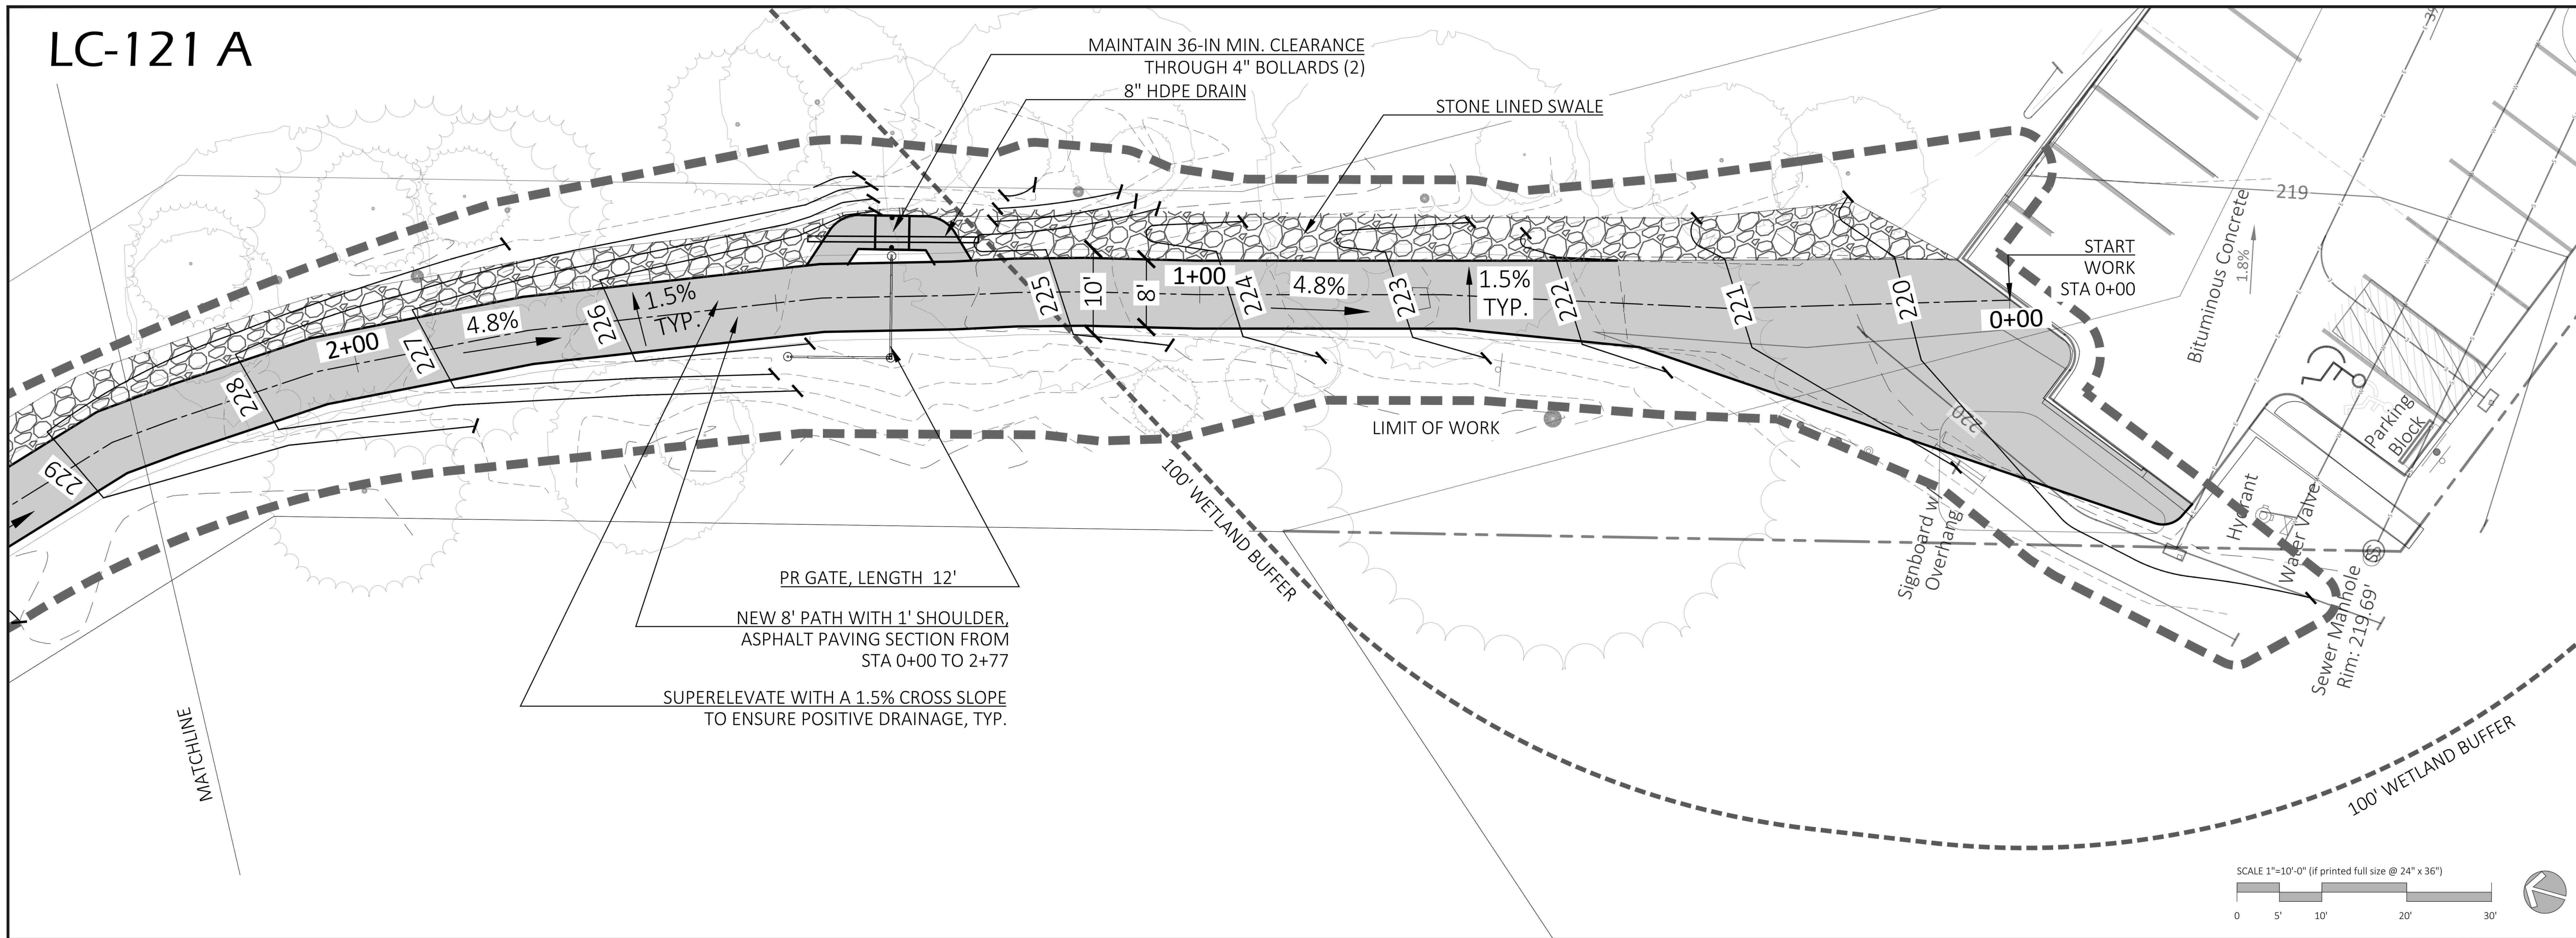 LC-121 A
MAINTAIN 36-IN MIN. CLEARANCE
THROUGH 4" BOLLARDS (2)
8" HDPE DRAIN
STONE LINED SWALE
219
Bituminous Concrete
1.8%
START
WORK
STA 0+00
0+00
220
221
222
1.5%
TYP.
223
4.8%
224
1+00
8'
10'
225
1.5%
TYP.
226
4.8%
227
2+00
228
229
220
LIMIT OF WORK
Parking
Block
Hydrant
Water Valve
Signboard w/
Overhang
Sewer Manhole
Rim: 219.69'
S
100' WETLAND BUFFER
PR GATE, LENGTH 12'
NEW 8' PATH WITH 1' SHOULDER,
ASPHALT PAVING SECTION FROM
STA 0+00 TO 2+77
SUPERELEVATE WITH A 1.5% CROSS SLOPE
TO ENSURE POSITIVE DRAINAGE, TYP.
MATCHLINE
100' WETLAND BUFFER
SCALE 1"=10'-0" (if printed full size @ 24" x 36")
0 5' 10' 20' 30'